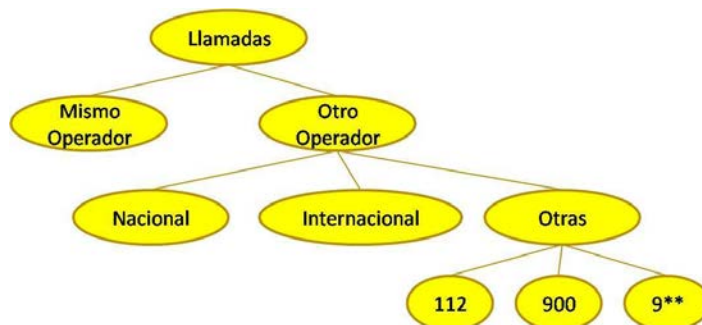 Llamadas
Mismo
Operador
Otro
Operador
Nacional
Internacional
Otras
112
900
9**